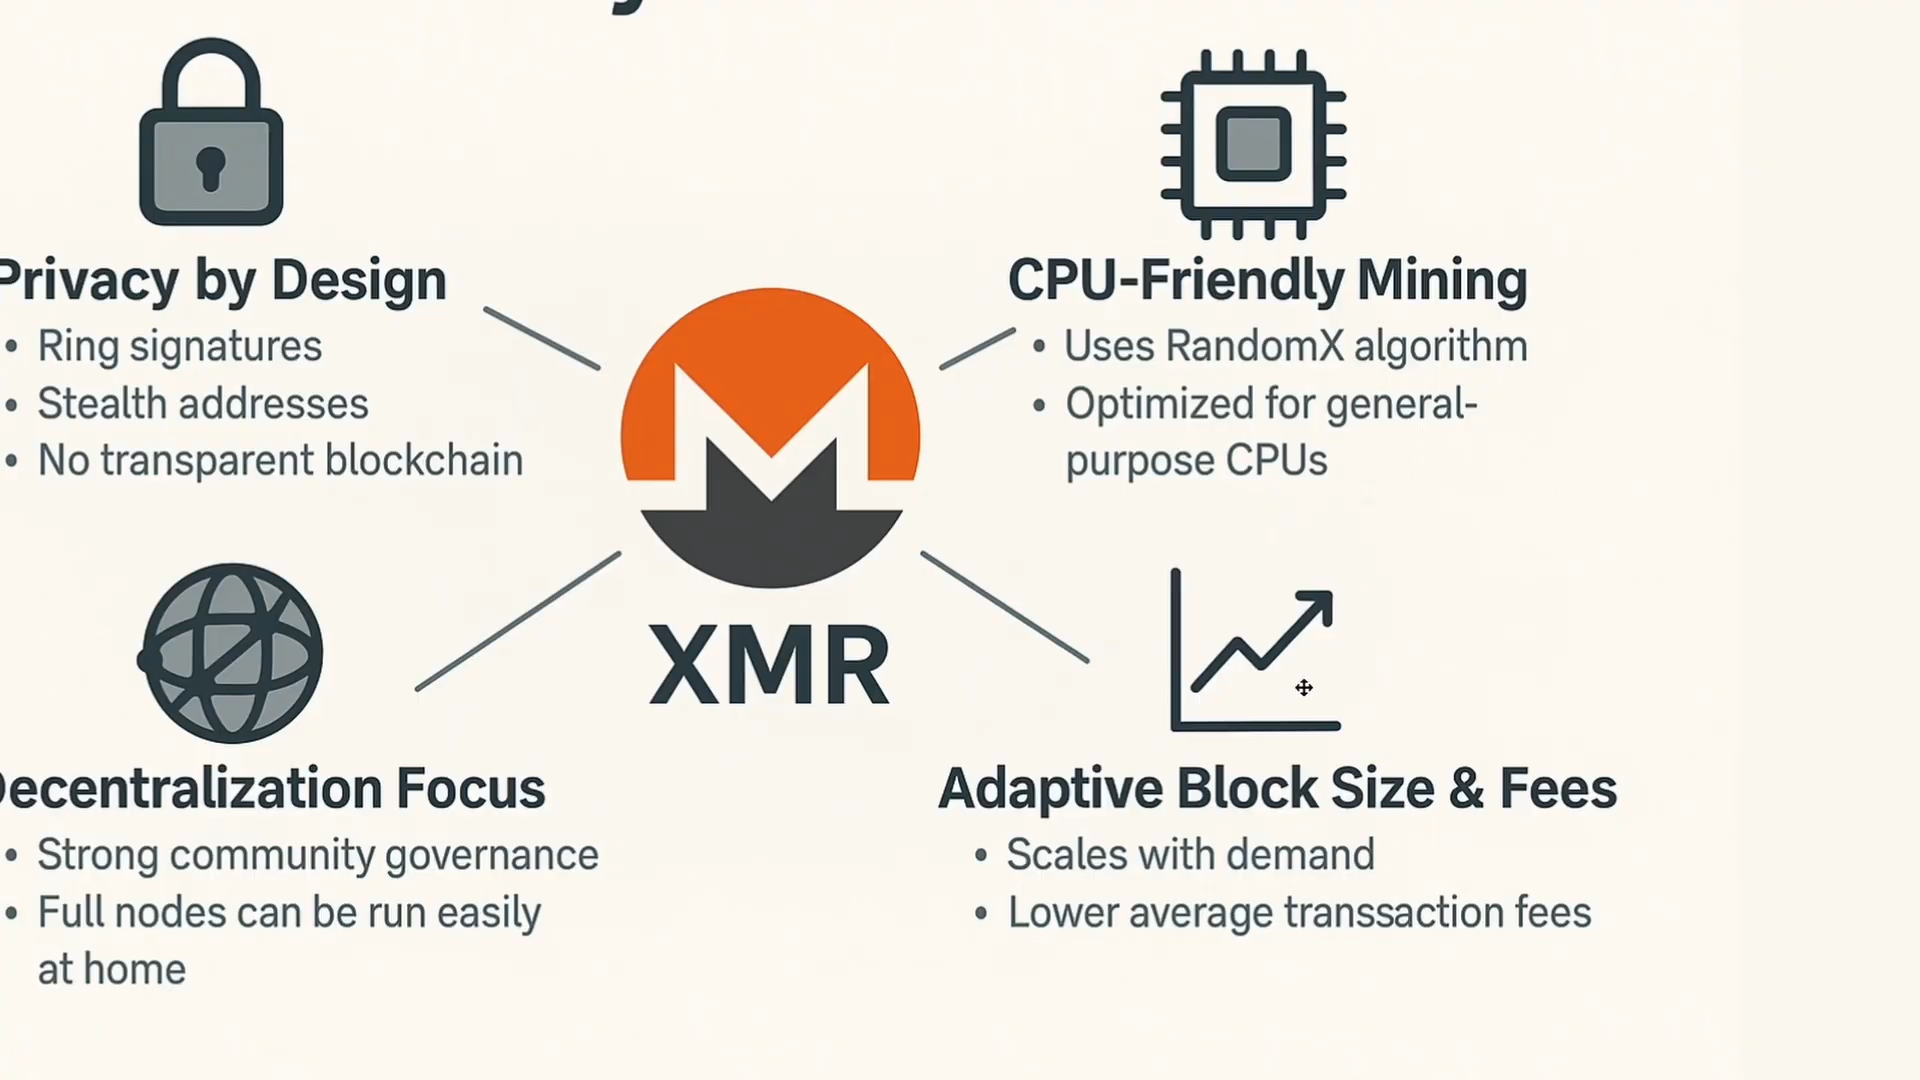 Privacy by Design
• Ring signatures
• Stealth addresses
• No transparent blockchain
CPU-Friendly Mining
• Uses RandomX algorithm
• Optimized for general-
purpose CPUs
XMR
Decentralization Focus
• Strong community governance
• Full nodes can be run easily
at home
Adaptive Block Size & Fees
• Scales with demand
• Lower average transsaction fees